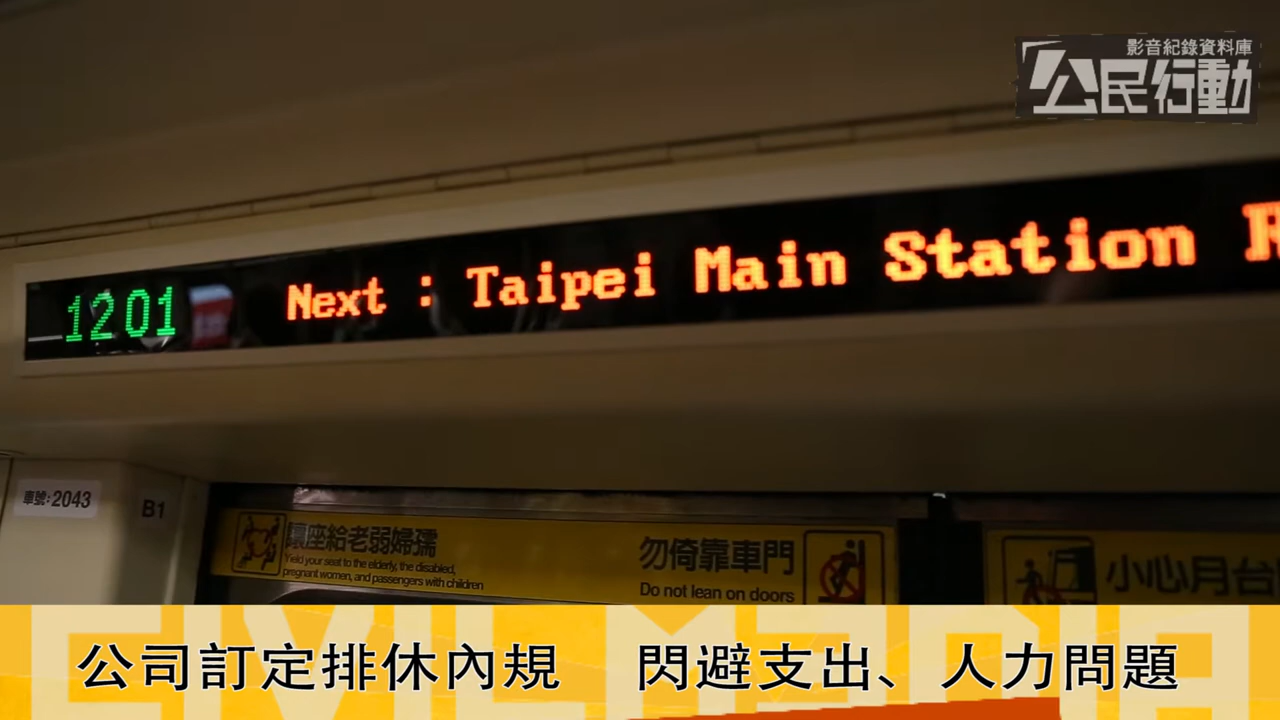 影音紀錄資料庫
公民行動
1201 Next : Taipei Main Station R
車號:2043
B1
讓座給老弱婦孺
Yield your seat to the elderly, the disabled,
pregnant women, and passengers with children
勿倚靠車門
Do not lean on doors
小心月台
公司訂定排休內規 閃避支出、人力問題